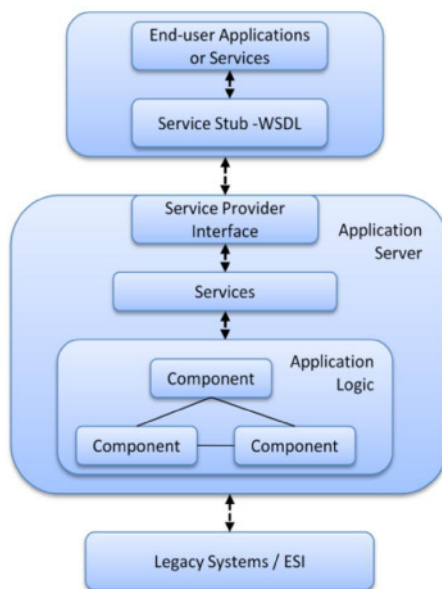 End-user Applications
or Services
Service Stub -WSDL
Service Provider
Interface
Application
Server
Services
Application
Logic
Component
Component
Component
Legacy Systems / ESI